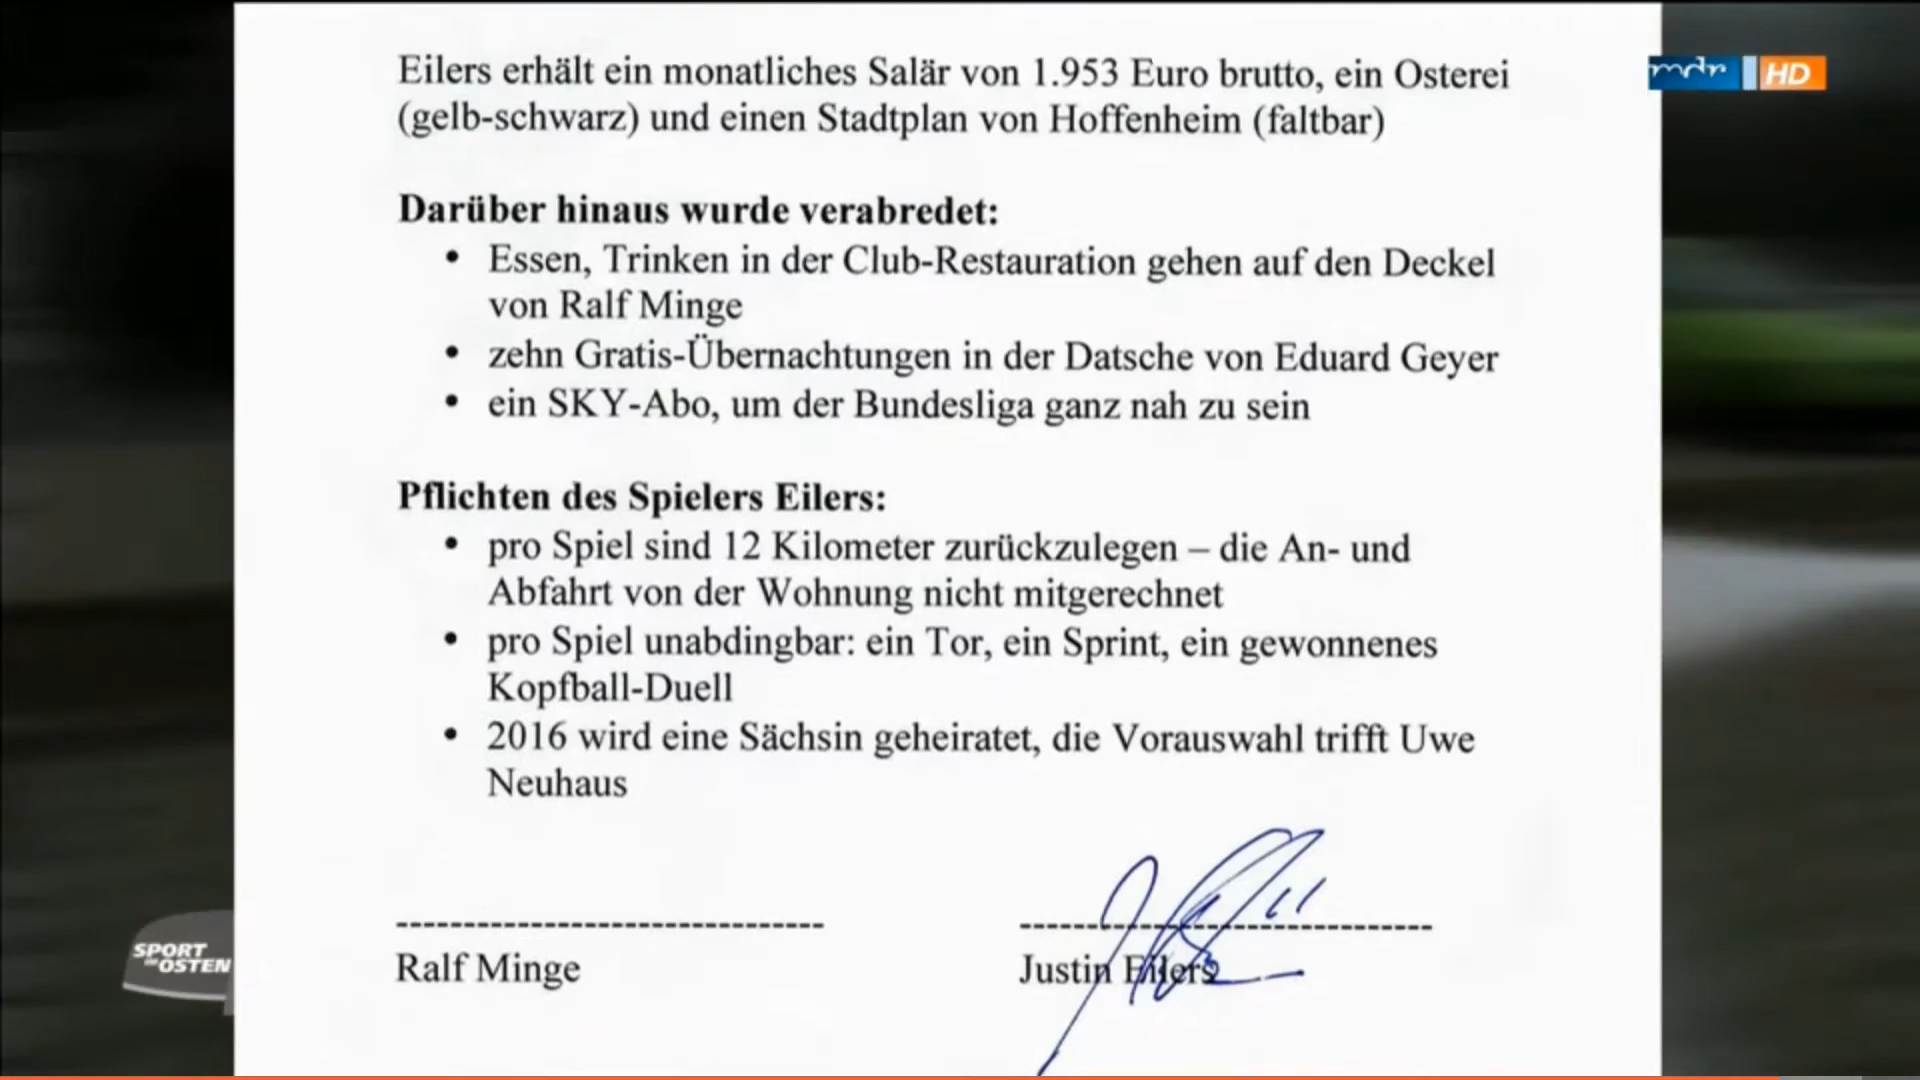 Eilers erhält ein monatliches Salär von 1.953 Euro brutto, ein Osterei
(gelb-schwarz) und einen Stadtplan von Hoffenheim (faltbar)
mdr HD
Darüber hinaus wurde verabredet:
• Essen, Trinken in der Club-Restauration gehen auf den Deckel
von Ralf Minge
• zehn Gratis-Übernachtungen in der Datsche von Eduard Geyer
• ein SKY-Abo, um der Bundesliga ganz nah zu sein
Pflichten des Spielers Eilers:
• pro Spiel sind 12 Kilometer zurückzulegen – die An- und
Abfahrt von der Wohnung nicht mitgerechnet
• pro Spiel unabdingbar: ein Tor, ein Sprint, ein gewonnenes
Kopfball-Duell
• 2016 wird eine Sächsin geheiratet, die Vorauswahl trifft Uwe
Neuhaus
SPORT
IM OSTEN
Ralf Minge
Justin Eilers